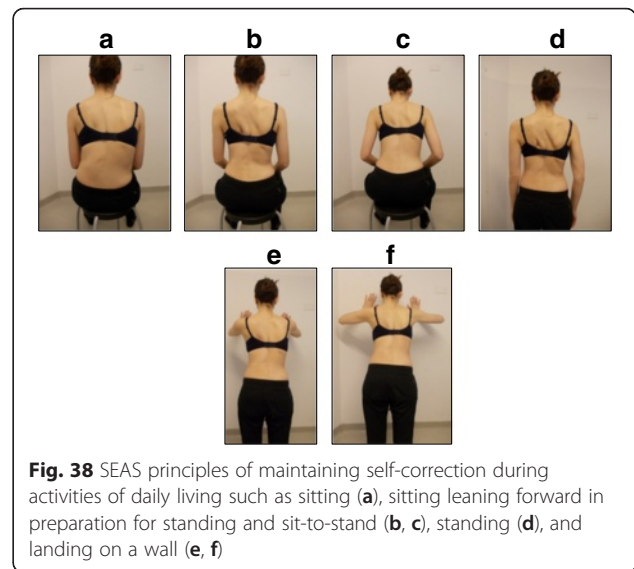 a b c d
e f
Fig. 38 SEAS principles of maintaining self-correction during
activities of daily living such as sitting (a), sitting leaning forward in
preparation for standing and sit-to-stand (b, c), standing (d), and
landing on a wall (e, f)